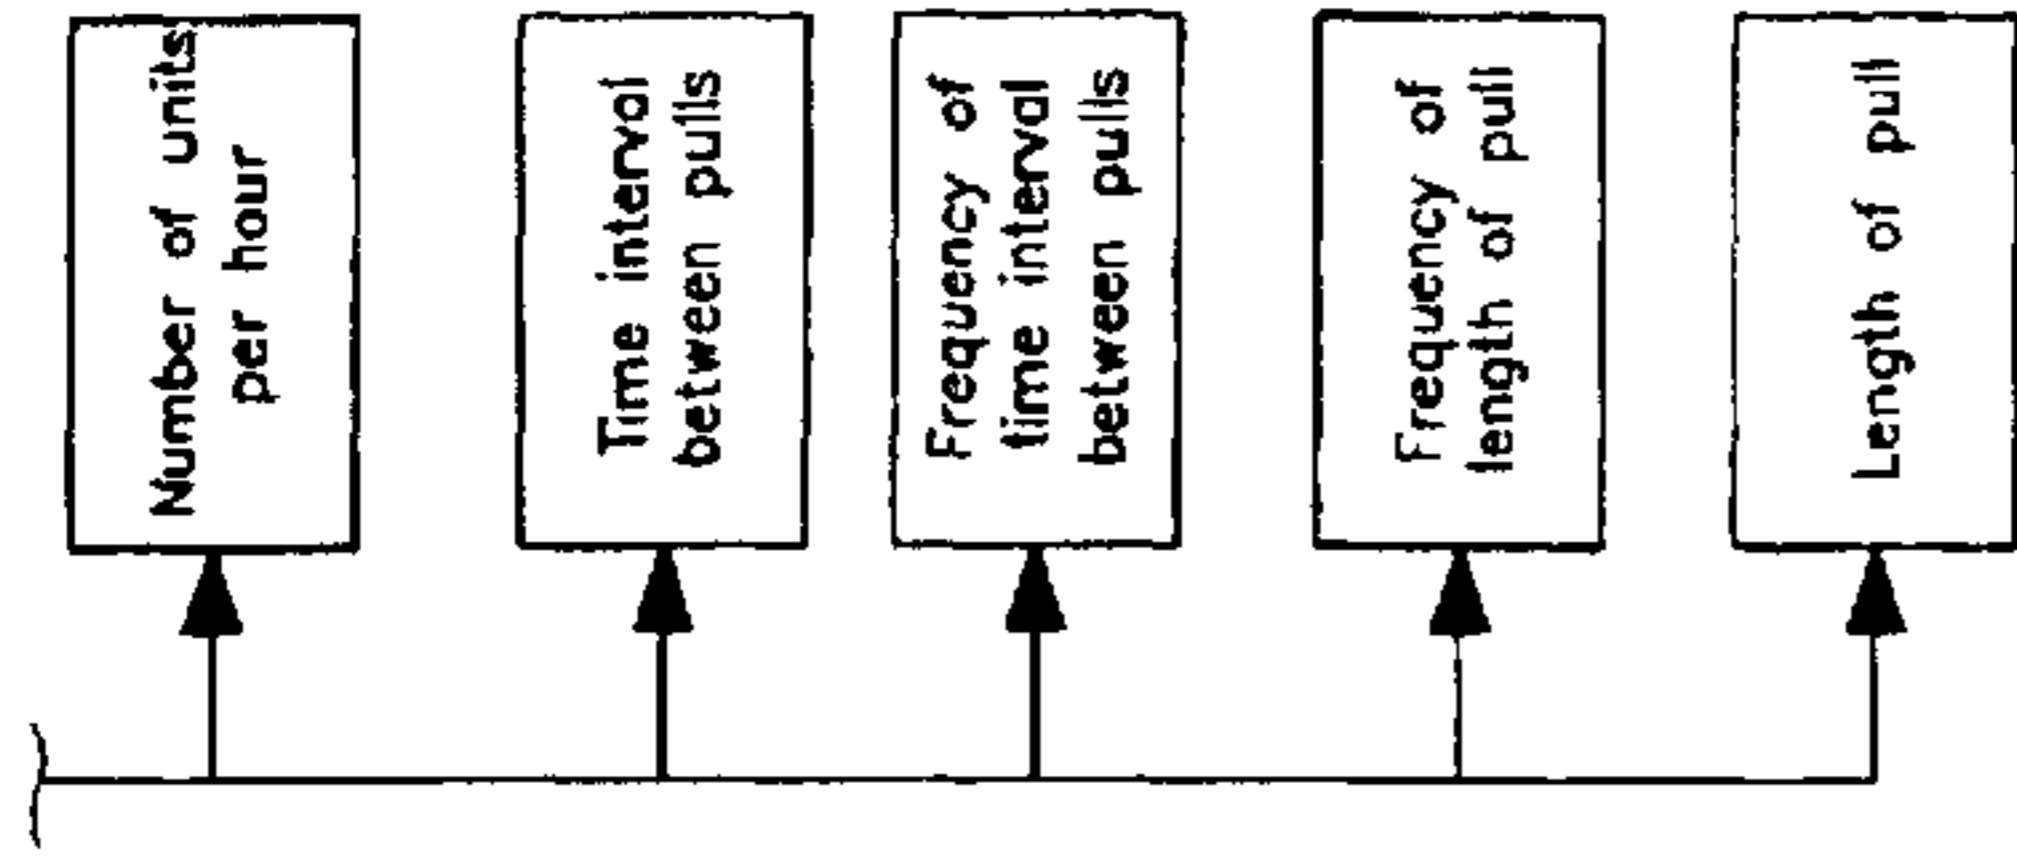 Number of units
per hour
Time interval
between pulls
Frequency of
time interval
between pulls
Frequency of
length of pull
Length of pull